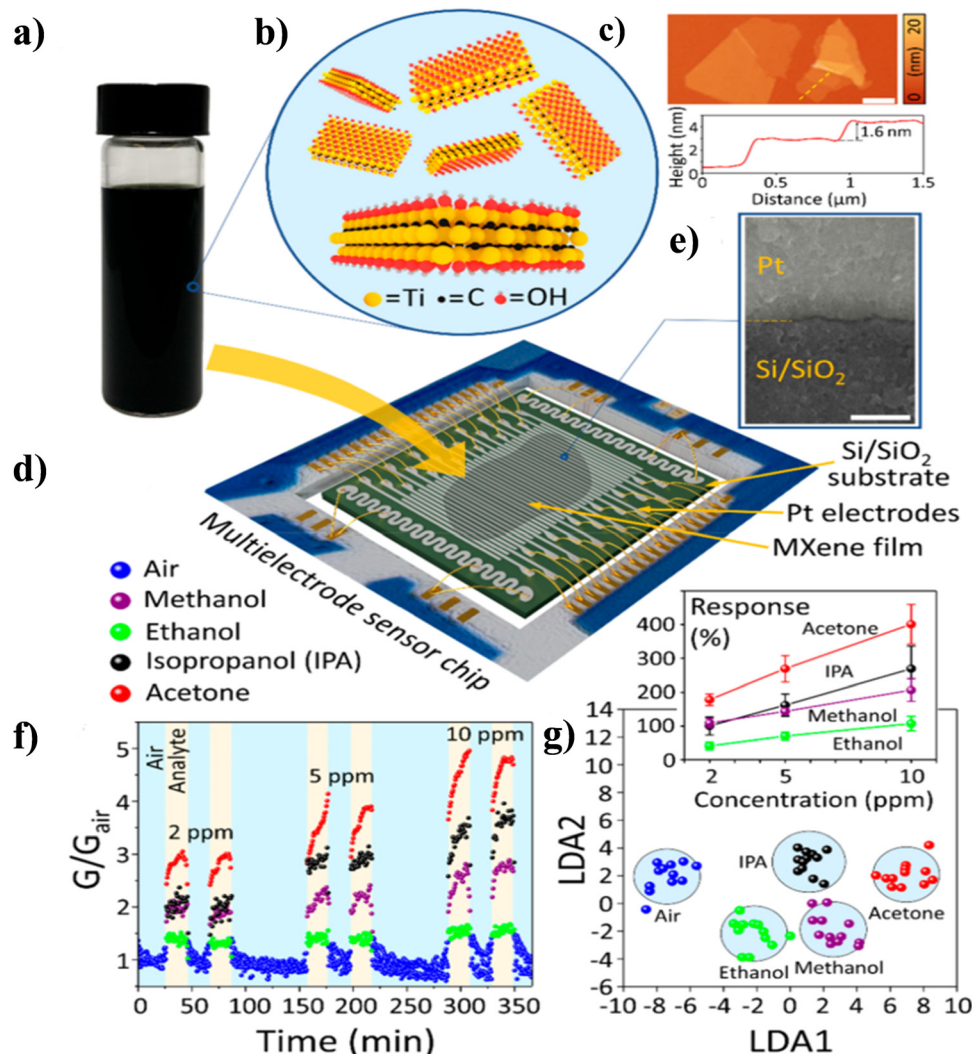 a)
b)
=Ti •=C =OH
c)
0 (nm) 20
Height (nm)
4
2
0
1.6 nm
0 0.5 1 1.5
Distance (μm)
e)
Pt
Si/SiO₂
d)
Si/SiO₂
substrate
Pt electrodes
MXene film
Multielectrode sensor chip
Air
Methanol
Ethanol
Isopropanol (IPA)
Acetone
f)
G/Gair
5
4
3
2
1
Air
Analyte
2 ppm
5 ppm
10 ppm
0 50 100 150 200 250 300 350
Time (min)
Response
(%)
400
300
200
100
0
Acetone
IPA
Methanol
Ethanol
2 5 10
Concentration (ppm)
g)
LDA2
14
12
10
8
6
4
2
0
-2
-4
-6
IPA
Air
Acetone
Ethanol
Methanol
-10 -8 -6 -4 -2 0 2 4 6 8 10
LDA1